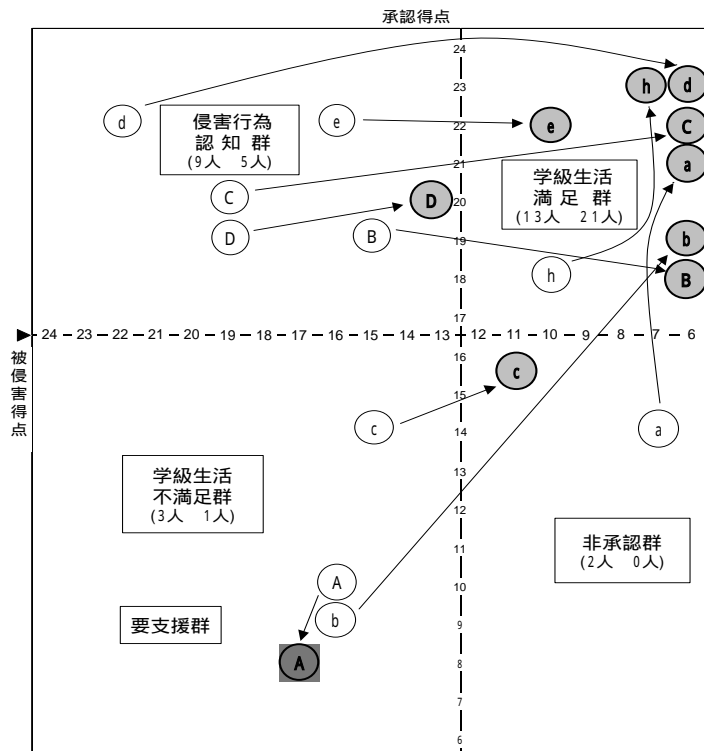 承認得点
24
23
22
21
20
19
18
17
16
15
14
13
12
11
10
9
8
7
6
24 23 22 21 20 19 18 17 16 15 14 13 12 11 10 9 8 7 6
被侵害得点
侵害行為
認知群
(9人 5人)
学級生活
満足群
(13人 21人)
学級生活
不満足群
(3人 1人)
非承認群
(2人 0人)
要支援群
d
e
C
D
B
h
c
a
A
b
h
d
e
C
a
D
b
B
c
A